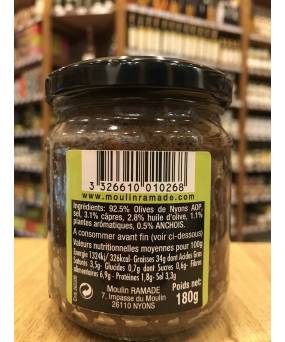 3 326610 010268
www.moulinramade.com
Ingrédients: 92.5% Olives de Nyons AOP,
sel, 3.1% câpres, 2.8% huile d'olive, 1.1%
plantes arômatiques, 0.5% ANCHOIS.
A consommer avant fin (voir ci-dessous)
Valeurs nutritionnelles moyennes pour 100g
Energie 1324kj/ 326kcal- Graisses 34g dont Acides Gras
Saturés 3,5g- Glucides 0,7g dont Sucres 0,6g- Fibres
alimentaires 6,9g- Protéines 1,8g- Sel 3,3g
Moulin RAMADE
7, Impasse du Moulin
26110 NYONS
Poids net:
180g